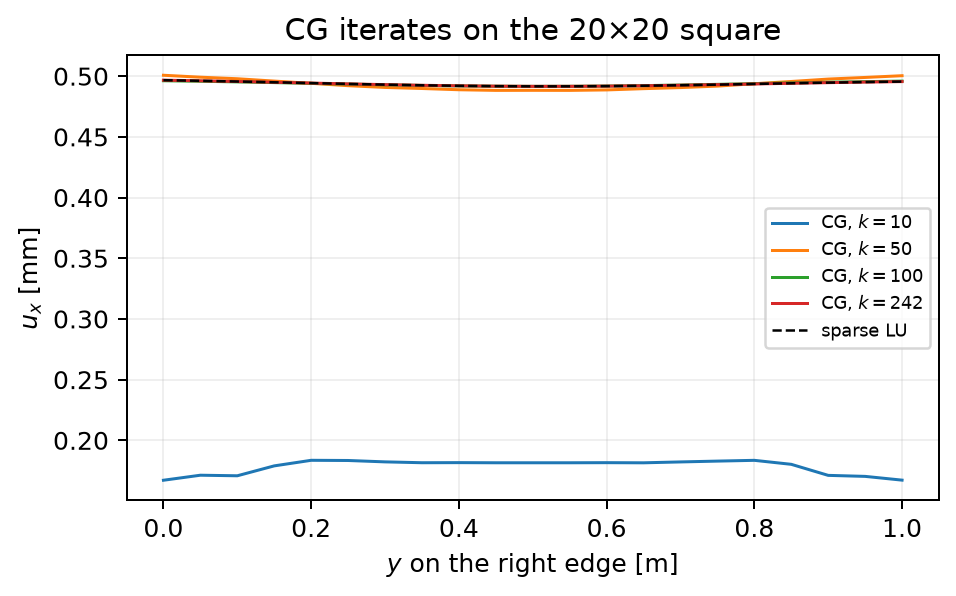 CG iterates on the 20×20 square
0.50
0.45
0.40
0.35
0.30
0.25
0.20
u_x [mm]
CG, k = 10
CG, k = 50
CG, k = 100
CG, k = 242
sparse LU
0.0 0.2 0.4 0.6 0.8 1.0
y on the right edge [m]